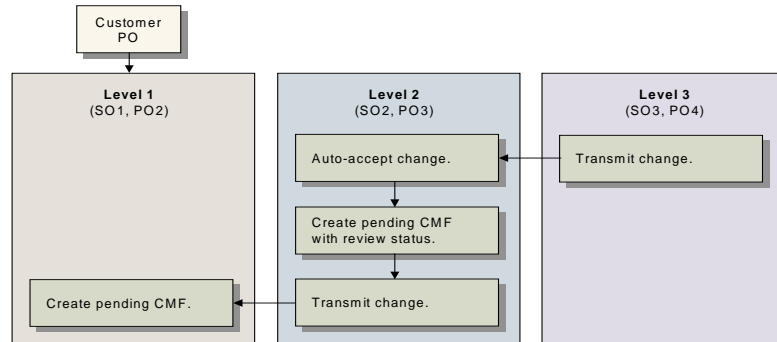 Customer
PO
Level 1
(SO1, PO2)
Level 2
(SO2, PO3)
Level 3
(SO3, PO4)
Auto-accept change.
Transmit change.
Create pending CMF
with review status.
Create pending CMF.
Transmit change.